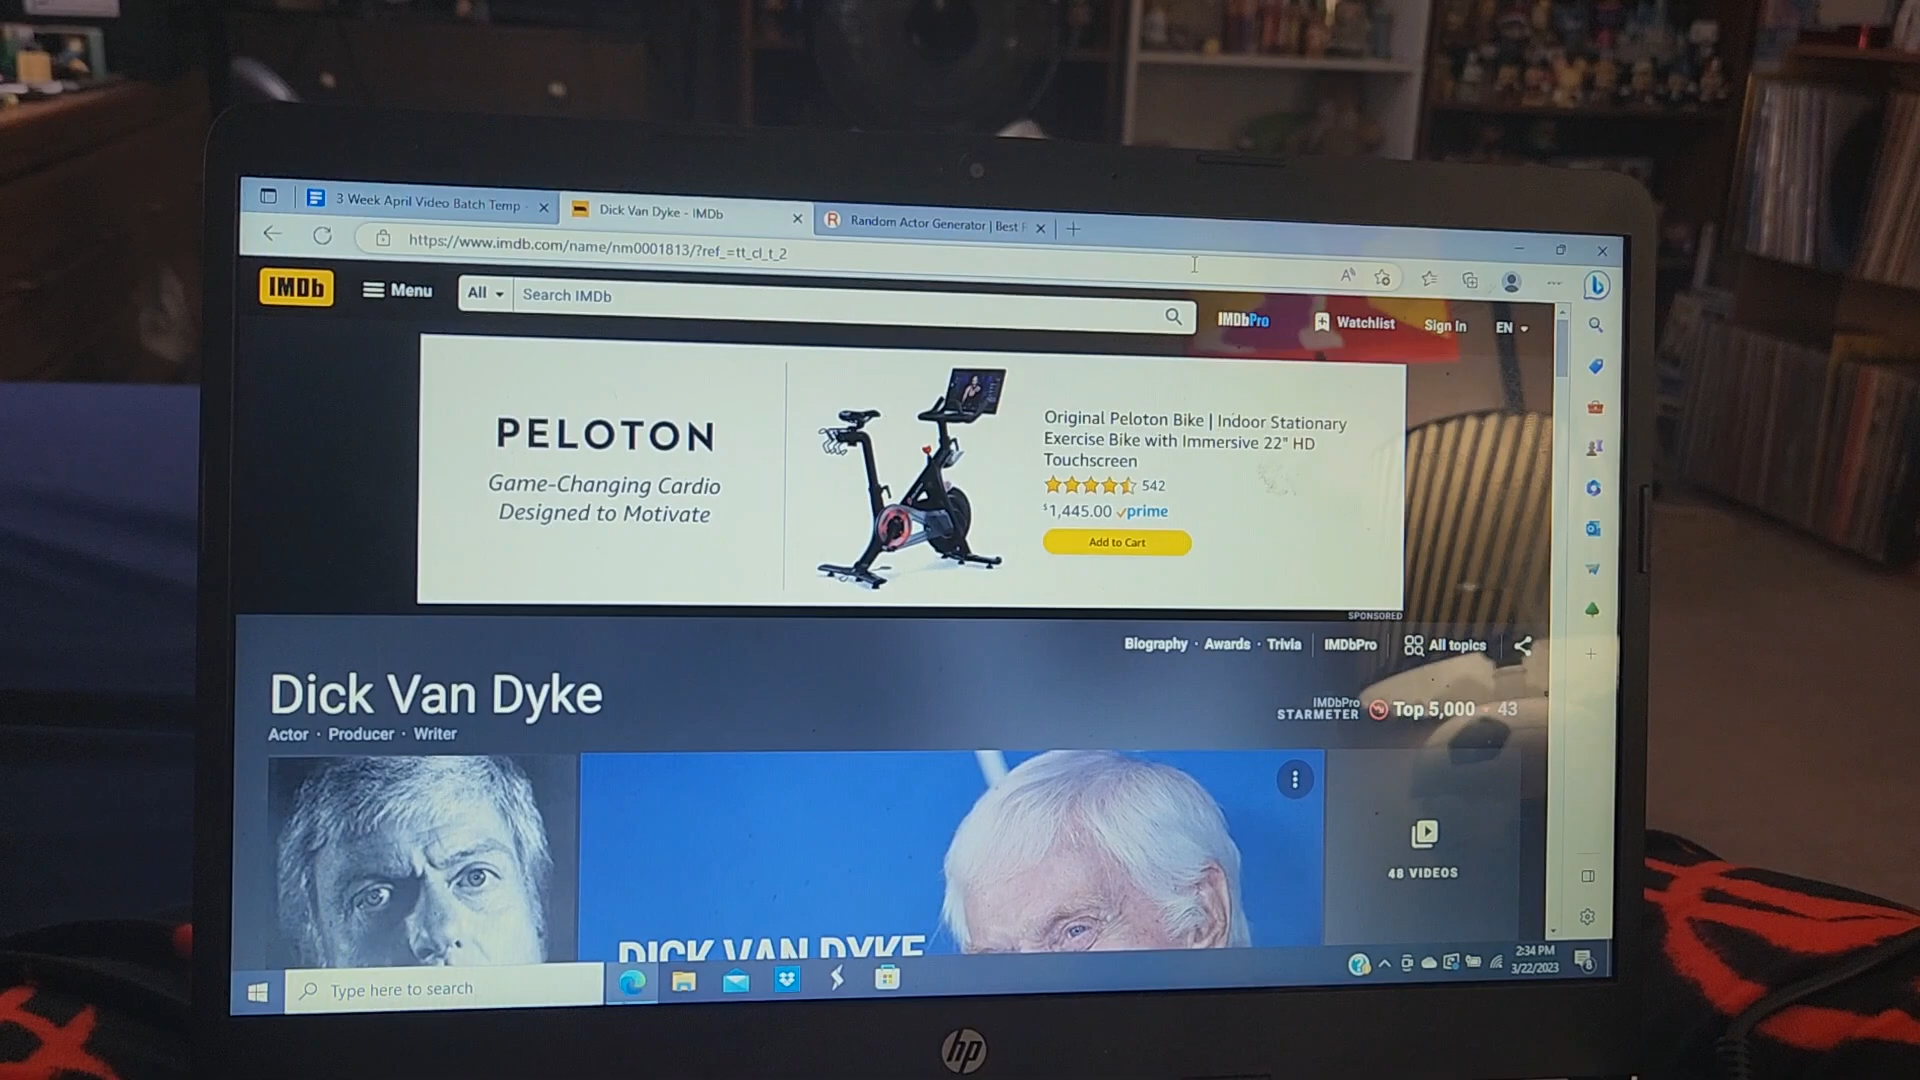 3 Week April Video Batch Temp
Dick Van Dyke - IMDb
Random Actor Generator | Best
https://www.imdb.com/name/nm0001813/?ref_=tt_cl_t_2
IMDb
Menu
All
Search IMDb
IMDbPro
Watchlist
Sign In
EN
PELOTON
Game-Changing Cardio
Designed to Motivate
Original Peloton Bike | Indoor Stationary
Exercise Bike with Immersive 22" HD
Touchscreen
542
$1,445.00 prime
Add to Cart
SPONSORED
Biography · Awards · Trivia
IMDbPro
All topics
Dick Van Dyke
Actor · Producer · Writer
IMDbPro
STARMETER
Top 5,000
43
48 VIDEOS
DICK VAN DYKE
Type here to search
2:34 PM
3/22/2023
8
hp